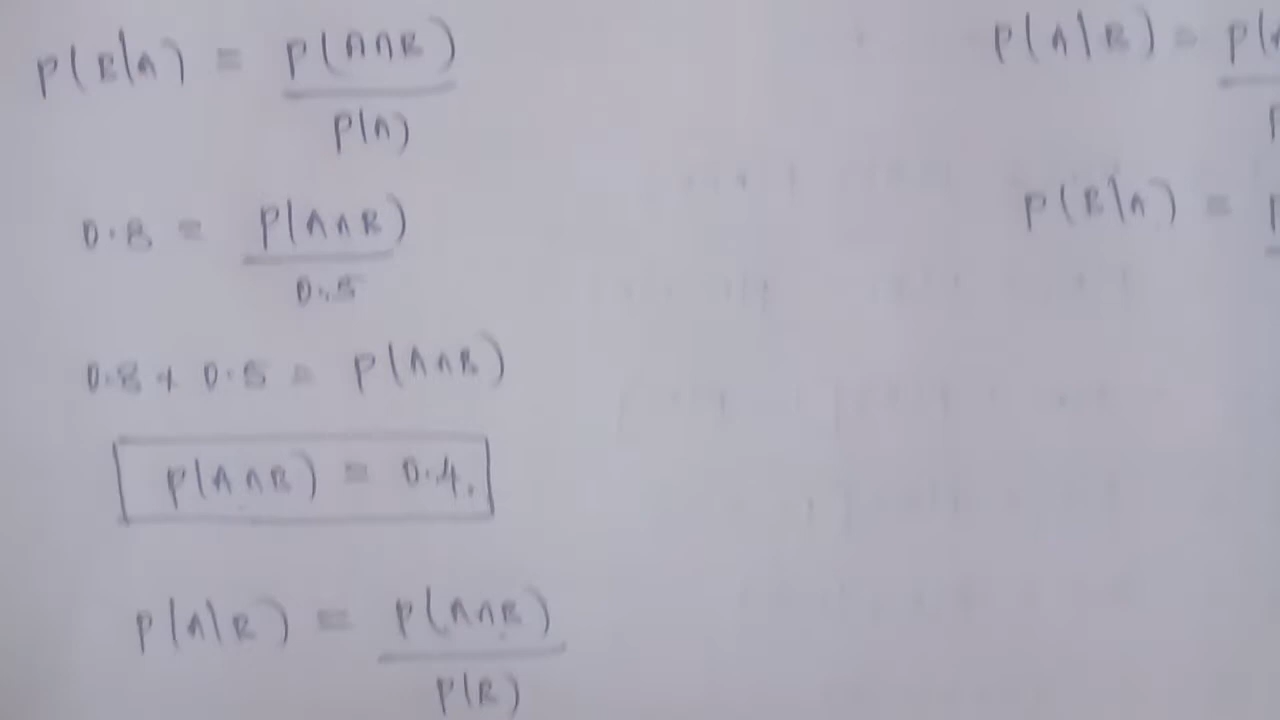 P(B|A) = P(A∩B)
P(A)
0.8 = P(A∩B)
0.5
0.8 × 0.5 = P(A∩B)
P(A∩B) = 0.4.
P(A|B) = P(A∩B)
P(B)
P(A|B) = P(
P(B|A) =